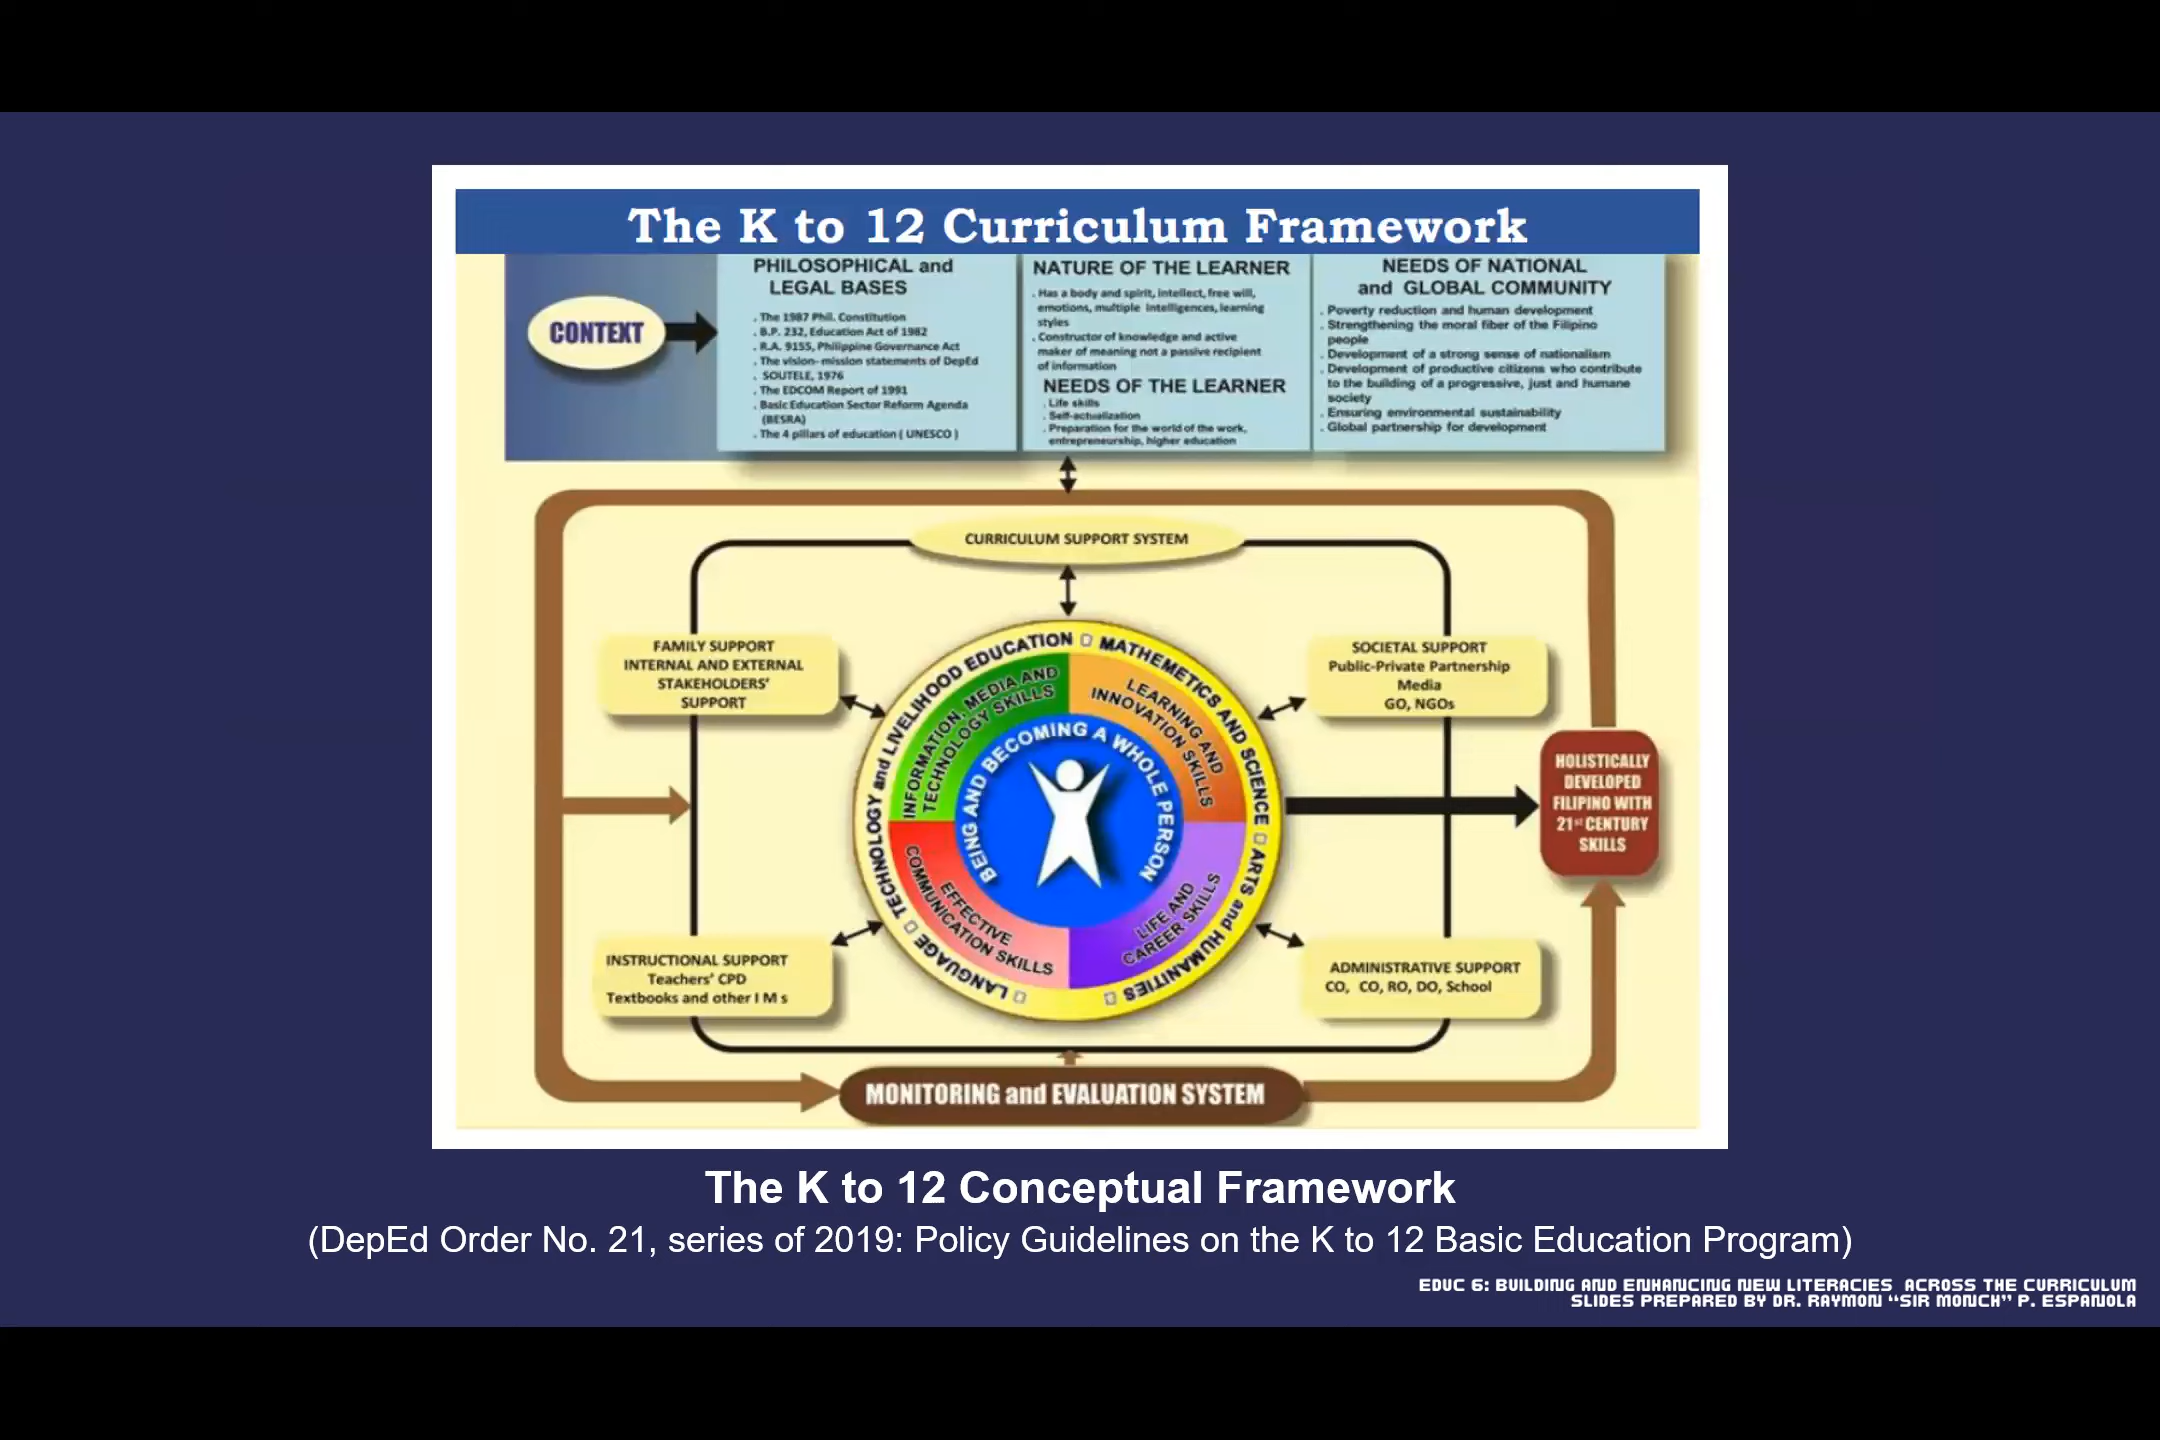 The K to 12 Curriculum Framework
CONTEXT
PHILOSOPHICAL and
LEGAL BASES
. The 1987 Phil. Constitution
. B.P. 232, Education Act of 1982
. R.A. 9155, Philippine Governance Act
. The vision- mission statements of DepEd
. SOUTELE, 1976
. The EDCOM Report of 1991
. Basic Education Sector Reform Agenda
(BESRA)
. The 4 pillars of education ( UNESCO )
NATURE OF THE LEARNER
. Has a body and spirit, intellect, free will,
emotions, multiple intelligences, learning
styles
. Constructor of knowledge and active
maker of meaning not a passive recipient
of information
NEEDS OF THE LEARNER
. Life skills
. Self-actualization
. Preparation for the world of the work,
entrepreneurship, higher education
NEEDS OF NATIONAL
and GLOBAL COMMUNITY
. Poverty reduction and human development
. Strengthening the moral fiber of the Filipino
people
. Development of a strong sense of nationalism
. Development of productive citizens who contribute
to the building of a progressive, just and humane
society
. Ensuring environmental sustainability
. Global partnership for development
CURRICULUM SUPPORT SYSTEM
FAMILY SUPPORT
INTERNAL AND EXTERNAL
STAKEHOLDERS'
SUPPORT
SOCIETAL SUPPORT
Public-Private Partnership
Media
GO, NGOs
TECHNOLOGY and LIVELIHOOD EDUCATION
MATHEMETICS AND SCIENCE
ARTS and HUMANITIES
LANGUAGE
INFORMATION, MEDIA AND
TECHNOLOGY SKILLS
LEARNING AND
INNOVATION SKILLS
EFFECTIVE
COMMUNICATION SKILLS
LIFE AND
CAREER SKILLS
BEING AND BECOMING A WHOLE PERSON
HOLISTICALLY
DEVELOPED
FILIPINO WITH
21st CENTURY
SKILLS
INSTRUCTIONAL SUPPORT
Teachers' CPD
Textbooks and other I M s
ADMINISTRATIVE SUPPORT
CO, CO, RO, DO, School
MONITORING and EVALUATION SYSTEM
The K to 12 Conceptual Framework
(DepEd Order No. 21, series of 2019: Policy Guidelines on the K to 12 Basic Education Program)
EDUC 6: BUILDING AND ENHANCING NEW LITERACIES ACROSS THE CURRICULUM
SLIDES PREPARED BY DR. RAYMON "SIR MONCH" P. ESPANOLA